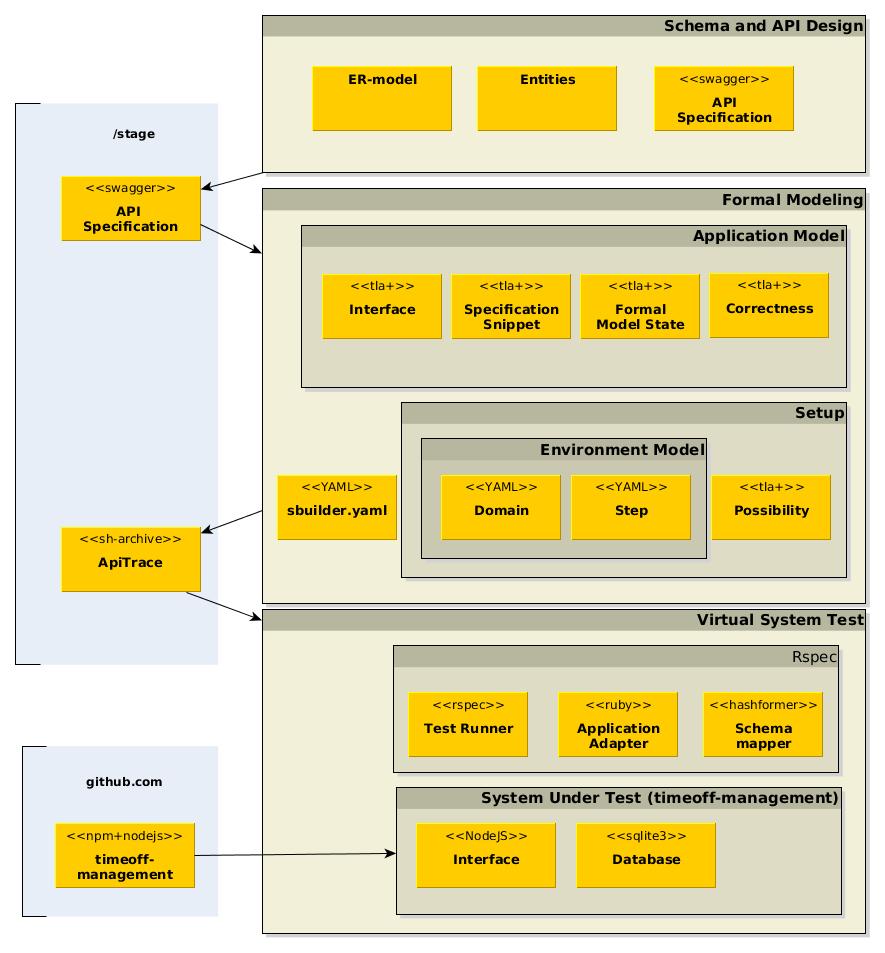 Schema and API Design
ER-model
Entities
<<swagger>>
API
Specification
/stage
<<swagger>>
API
Specification
Formal Modeling
Application Model
<<tla+>>
Interface
<<tla+>>
Specification
Snippet
<<tla+>>
Formal
Model State
<<tla+>>
Correctness
Setup
Environment Model
<<YAML>>
sbuilder.yaml
<<YAML>>
Domain
<<YAML>>
Step
<<tla+>>
Possibility
<<sh-archive>>
ApiTrace
Virtual System Test
Rspec
<<rspec>>
Test Runner
<<ruby>>
Application
Adapter
<<hashformer>>
Schema
mapper
github.com
<<npm+nodejs>>
timeoff-
management
System Under Test (timeoff-management)
<<NodeJS>>
Interface
<<sqlite3>>
Database